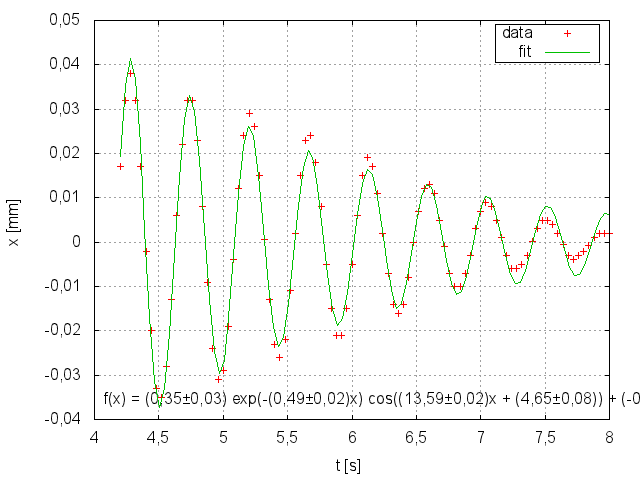 0,05
0,04
0,03
0,02
0,01
0
-0,01
-0,02
-0,03
-0,04
x [mm]
data
fit
f(x) = (0,35±0,03) exp(-(0,49±0,02)x) cos((13,59±0,02)x + (4,65±0,08)) + (-0
4 4,5 5 5,5 6 6,5 7 7,5 8
t [s]